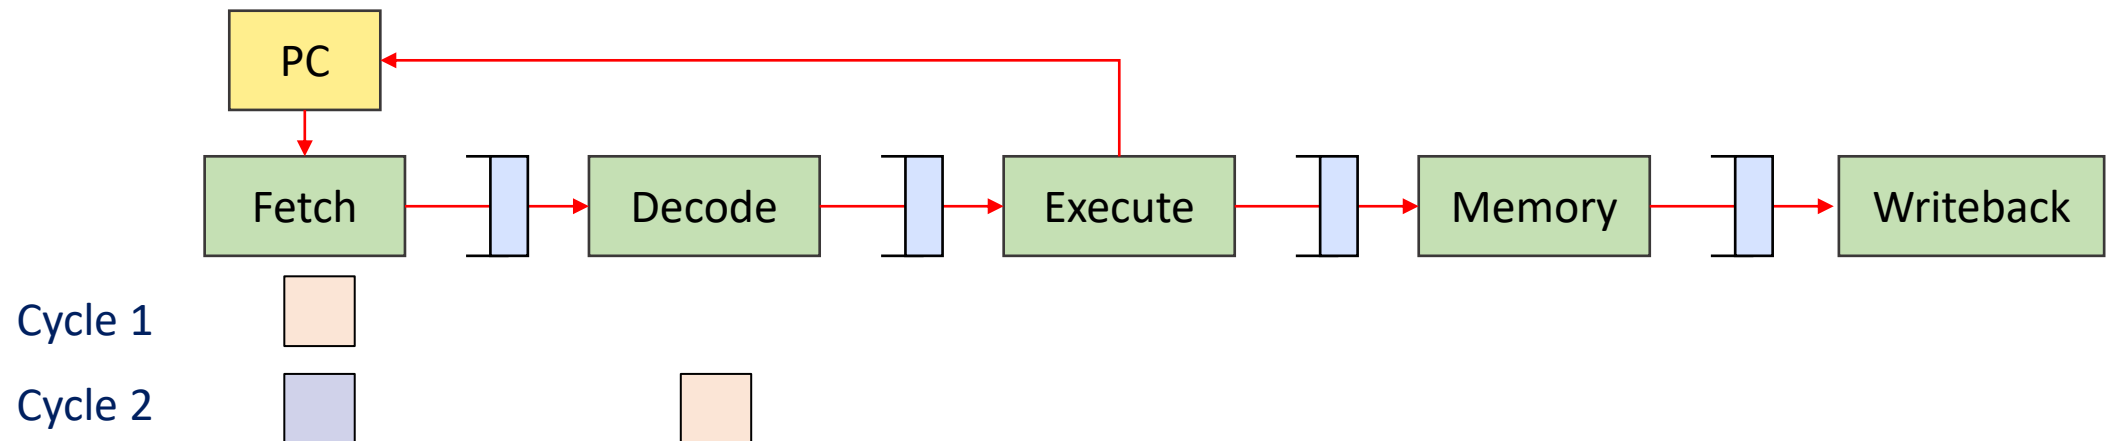 PC
Fetch
Decode
Execute
Memory
Writeback
Cycle 1
Cycle 2